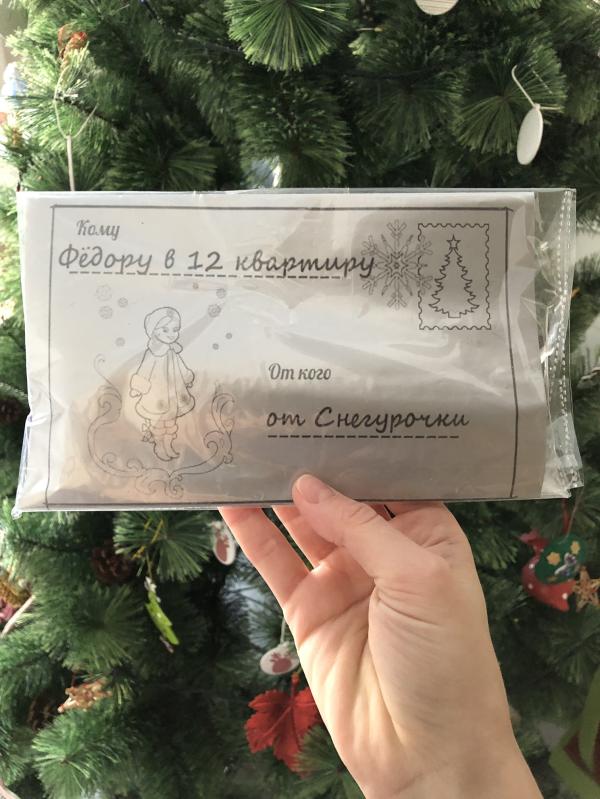 Кому
Фёдору в 12 квартиру
От кого
от Снегурочки